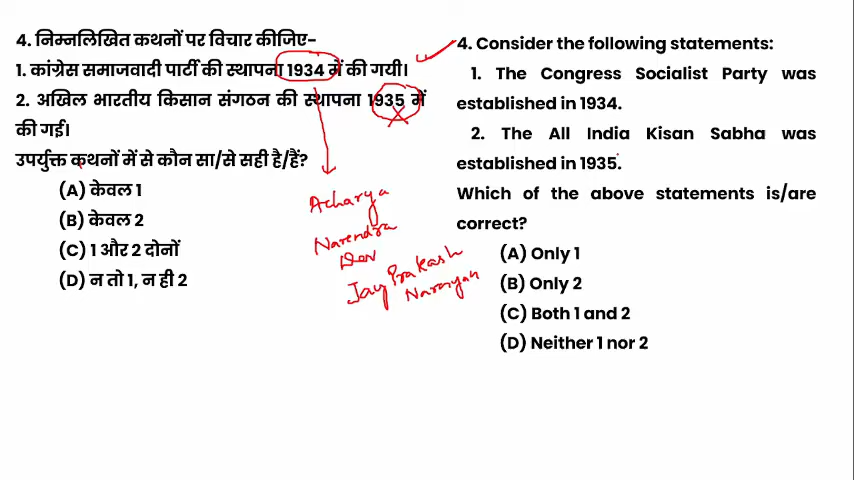 4. निम्नलिखित कथनों पर विचार कीजिए-
1. कांग्रेस समाजवादी पार्टी की स्थापना 1934 में की गयी।
2. अखिल भारतीय किसान संगठन की स्थापना 1935 में
की गई।
उपर्युक्त कथनों में से कौन सा/से सही है/हैं?
(A) केवल 1
(B) केवल 2
(C) 1 और 2 दोनों
(D) न तो 1, न ही 2
Acharya
Narendra
Dev
Jay Prakash
Narayan
4. Consider the following statements:
1. The Congress Socialist Party was
established in 1934.
2. The All India Kisan Sabha was
established in 1935.
Which of the above statements is/are
correct?
(A) Only 1
(B) Only 2
(C) Both 1 and 2
(D) Neither 1 nor 2